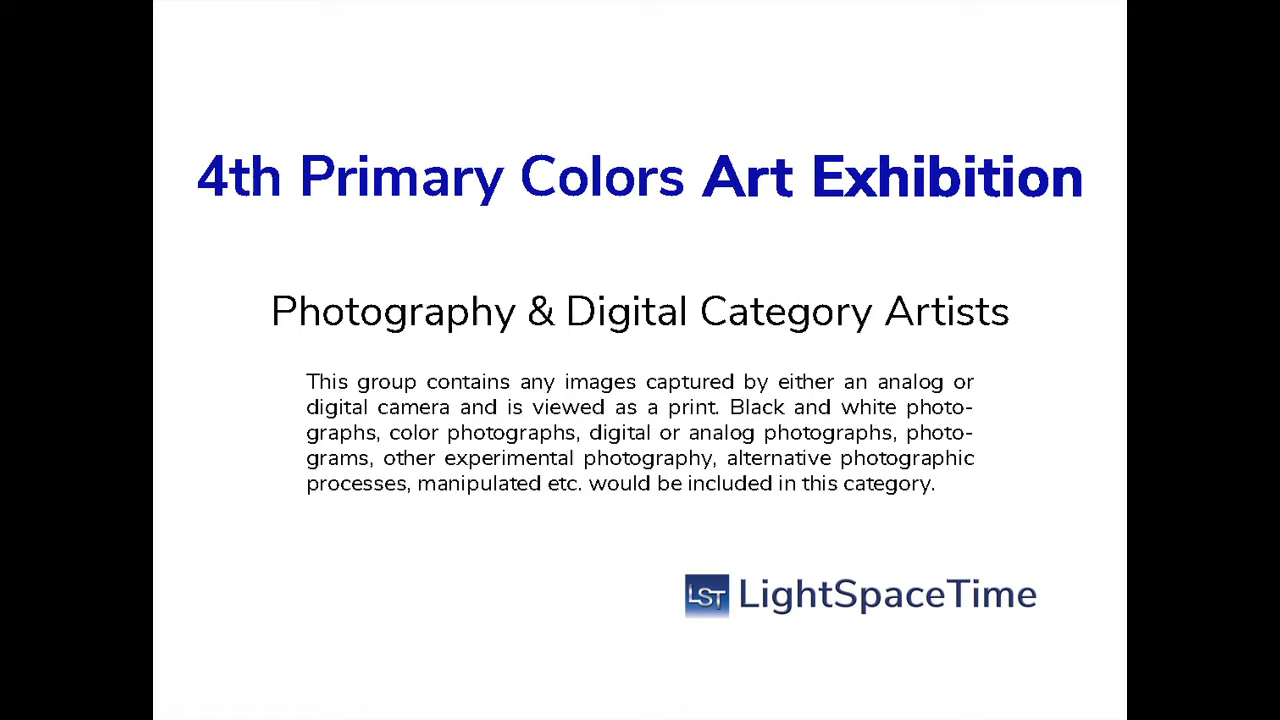 4th Primary Colors Art Exhibition
Photography & Digital Category Artists
This group contains any images captured by either an analog or
digital camera and is viewed as a print. Black and white photo-
graphs, color photographs, digital or analog photographs, photo-
grams, other experimental photography, alternative photographic
processes, manipulated etc. would be included in this category.
LST LightSpaceTime